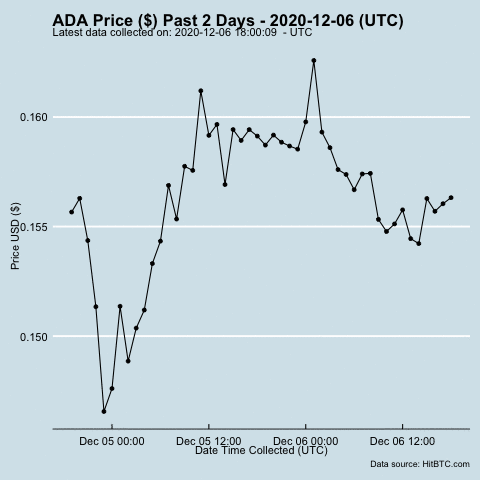 ADA Price ($) Past 2 Days - 2020-12-06 (UTC)
Latest data collected on: 2020-12-06 18:00:09 - UTC
0.160
0.155
0.150
Price USD ($)
Dec 05 00:00 Dec 05 12:00 Dec 06 00:00 Dec 06 12:00
Date Time Collected (UTC)
Data source: HitBTC.com